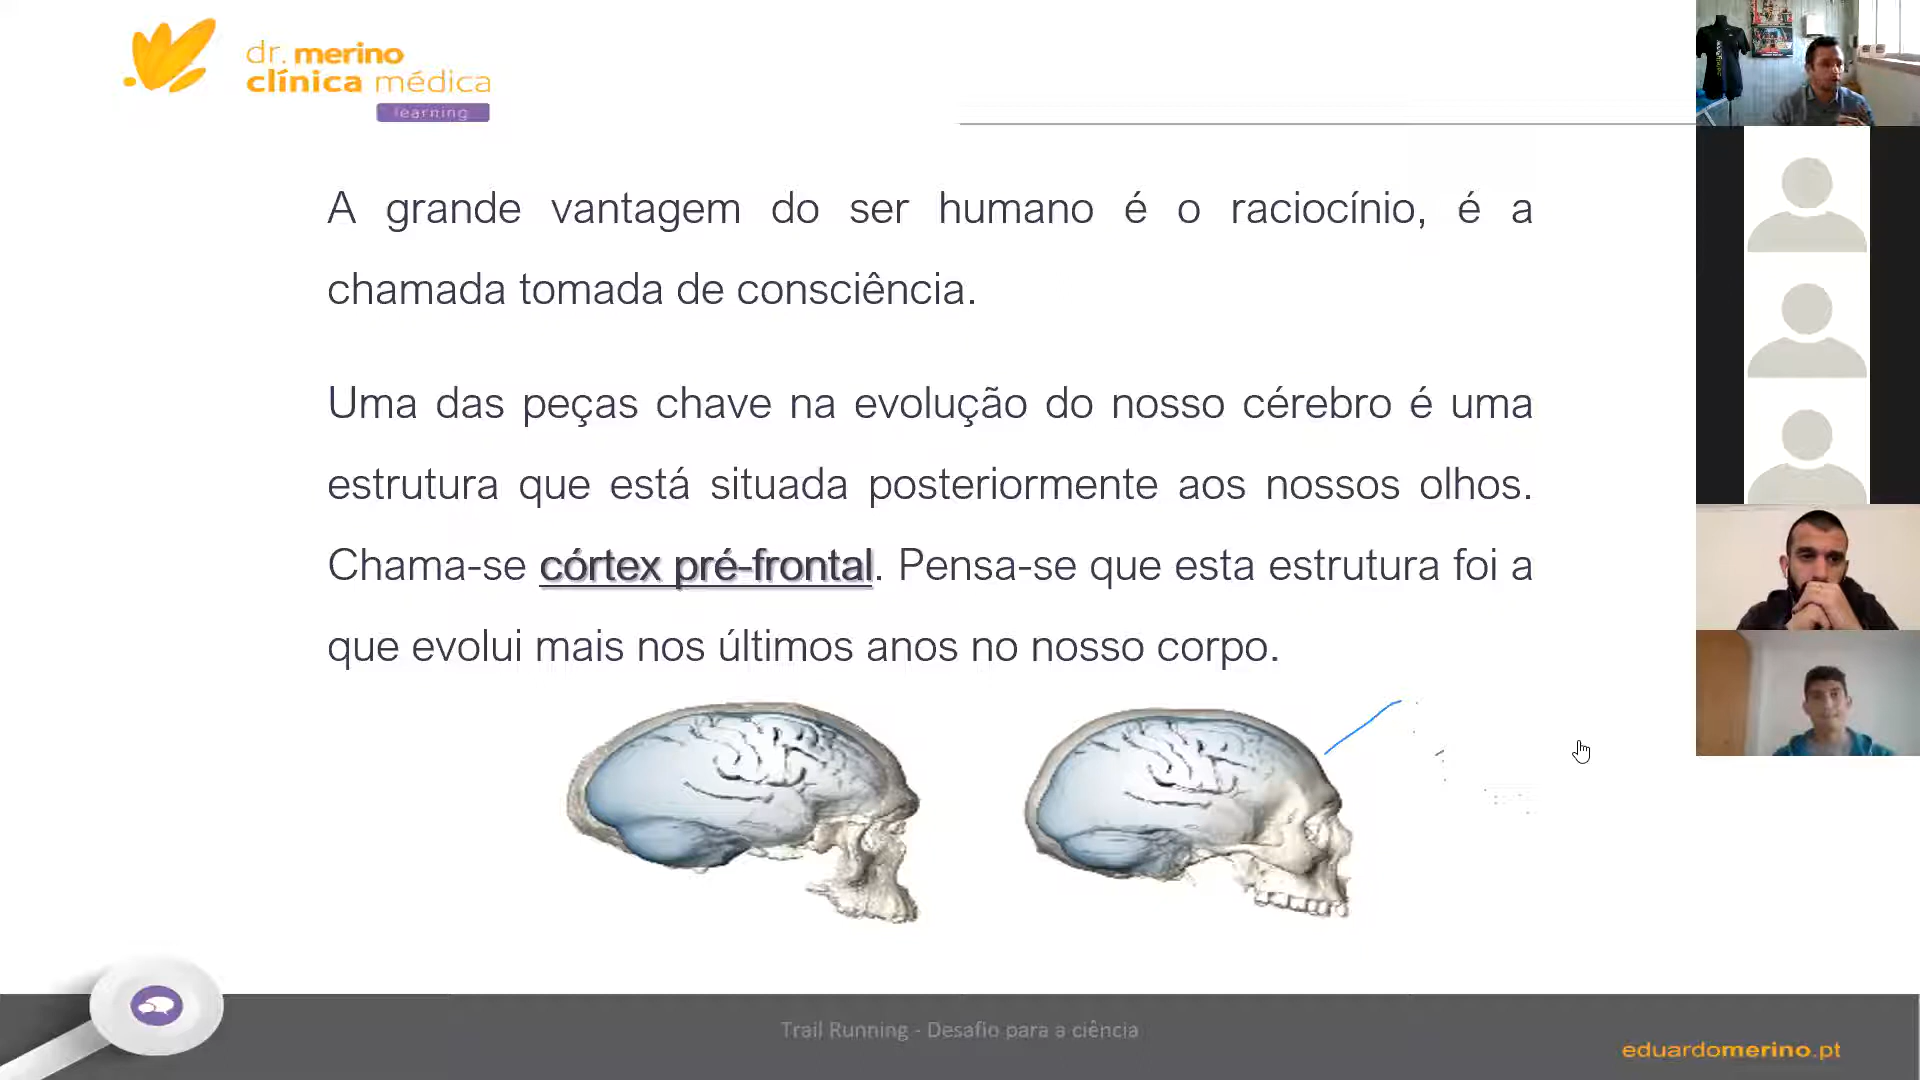 dr. merino
clínica médica
learning
A grande vantagem do ser humano é o raciocínio, é a
chamada tomada de consciência.
Uma das peças chave na evolução do nosso cérebro é uma
estrutura que está situada posteriormente aos nossos olhos.
Chama-se córtex pré-frontal. Pensa-se que esta estrutura foi a
que evolui mais nos últimos anos no nosso corpo.
Trail Running - Desafio para a ciência
eduardomerino.pt